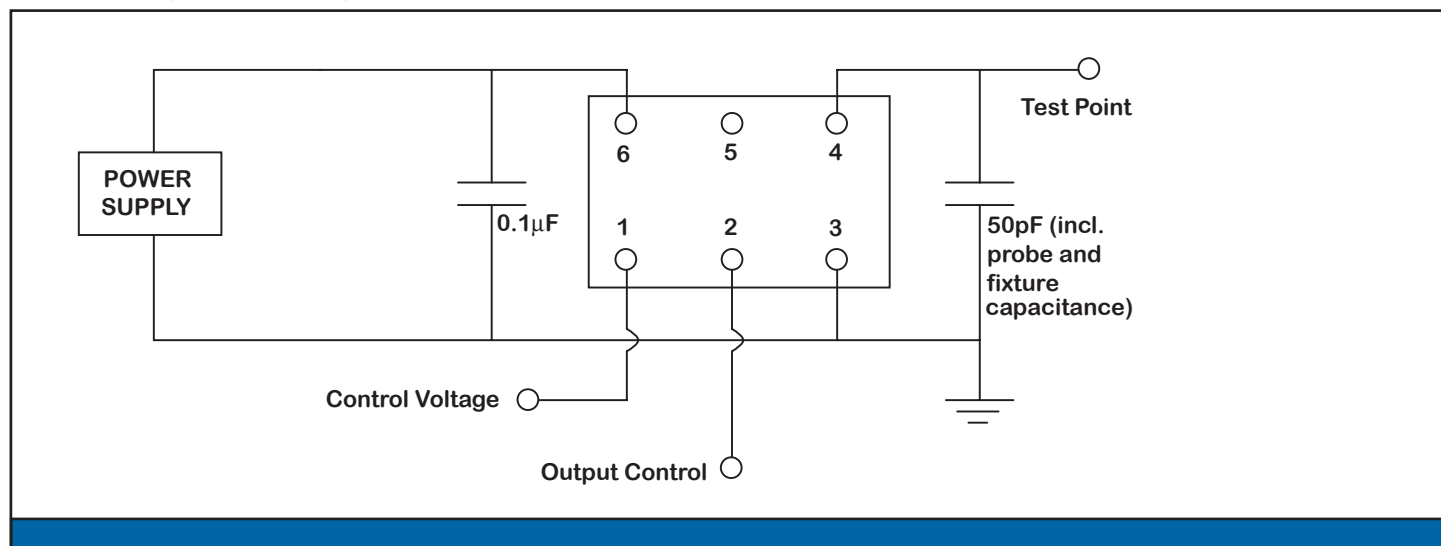 Test Point
6 5 4
POWER
SUPPLY
0.1μF
1 2 3
50pF (incl.
probe and
fixture
capacitance)
Control Voltage
Output Control